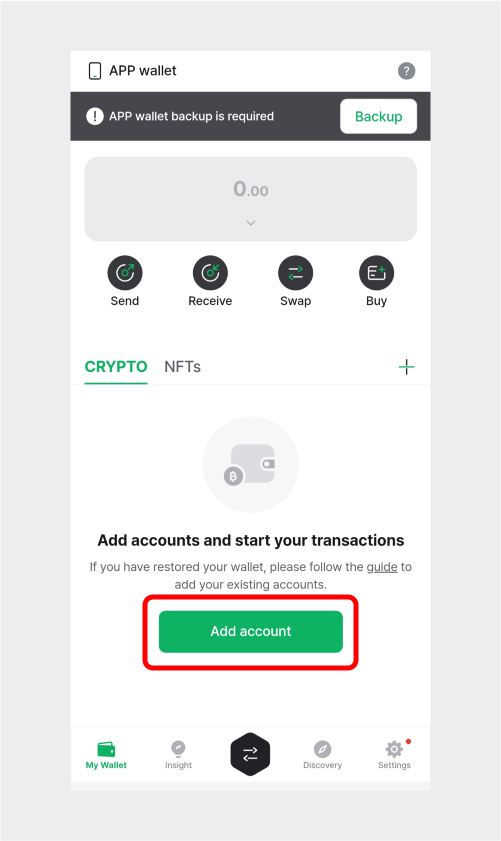 APP wallet
?
! APP wallet backup is required
Backup
0.00
Send Receive Swap Buy
CRYPTO NFTs
Add accounts and start your transactions
If you have restored your wallet, please follow the guide to
add your existing accounts.
Add account
My Wallet Insight Discovery Settings